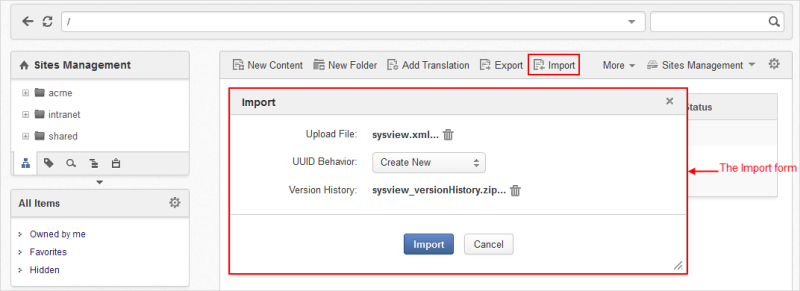 /
Sites Management
New Content New Folder Add Translation Export Import More Sites Management
acme
intranet
shared
Import
Status
Upload File: sysview.xml...
UUID Behavior: Create New
Version History: sysview_versionHistory.zip...
The Import form
All Items
Owned by me
Favorites
Hidden
Import Cancel